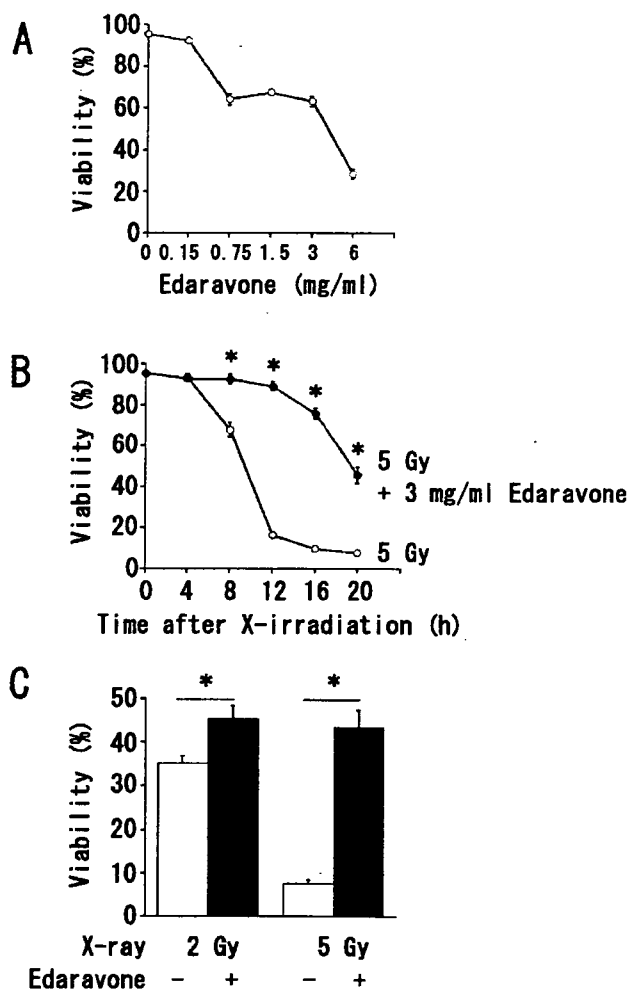 A
Viability (%)
100
80
60
40
20
0
0 0.15 0.75 1.5 3 6
Edaravone (mg/ml)
B
Viability (%)
100
80
60
40
20
0
* * * *
5 Gy
+ 3 mg/ml Edaravone
5 Gy
0 4 8 12 16 20
Time after X-irradiation (h)
C
Viability (%)
50
40
30
20
10
0
* *
X-ray 2 Gy 5 Gy
Edaravone - + - +